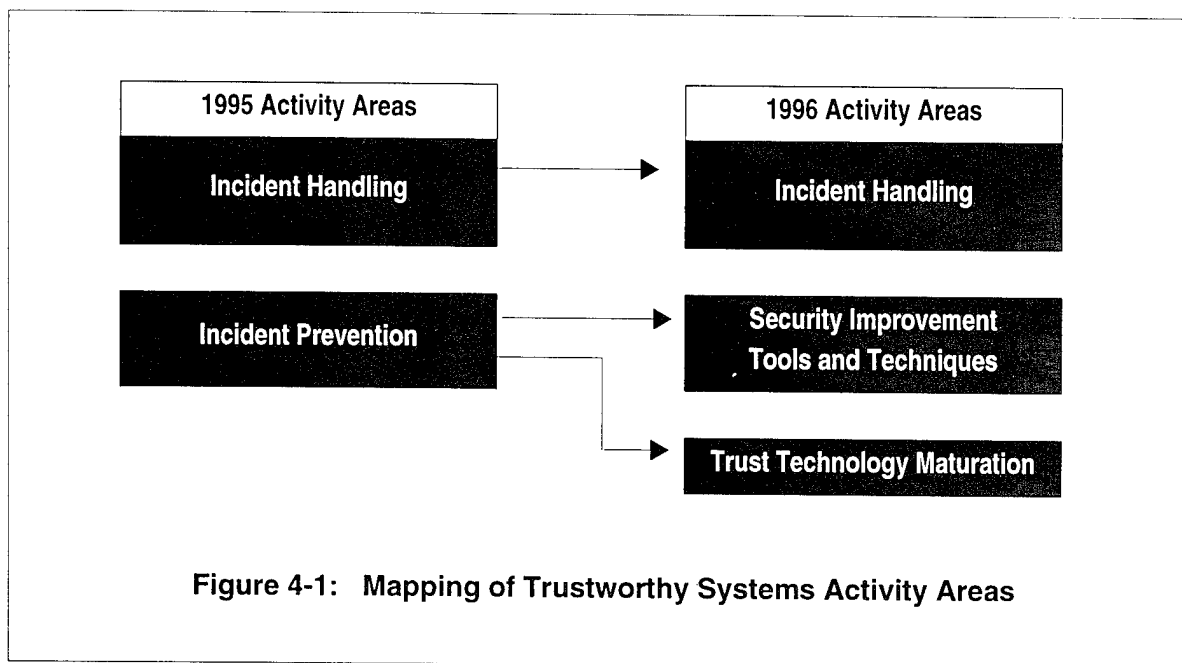 1995 Activity Areas
Incident Handling
Incident Prevention
1996 Activity Areas
Incident Handling
Security Improvement
Tools and Techniques
Trust Technology Maturation
Figure 4-1: Mapping of Trustworthy Systems Activity Areas